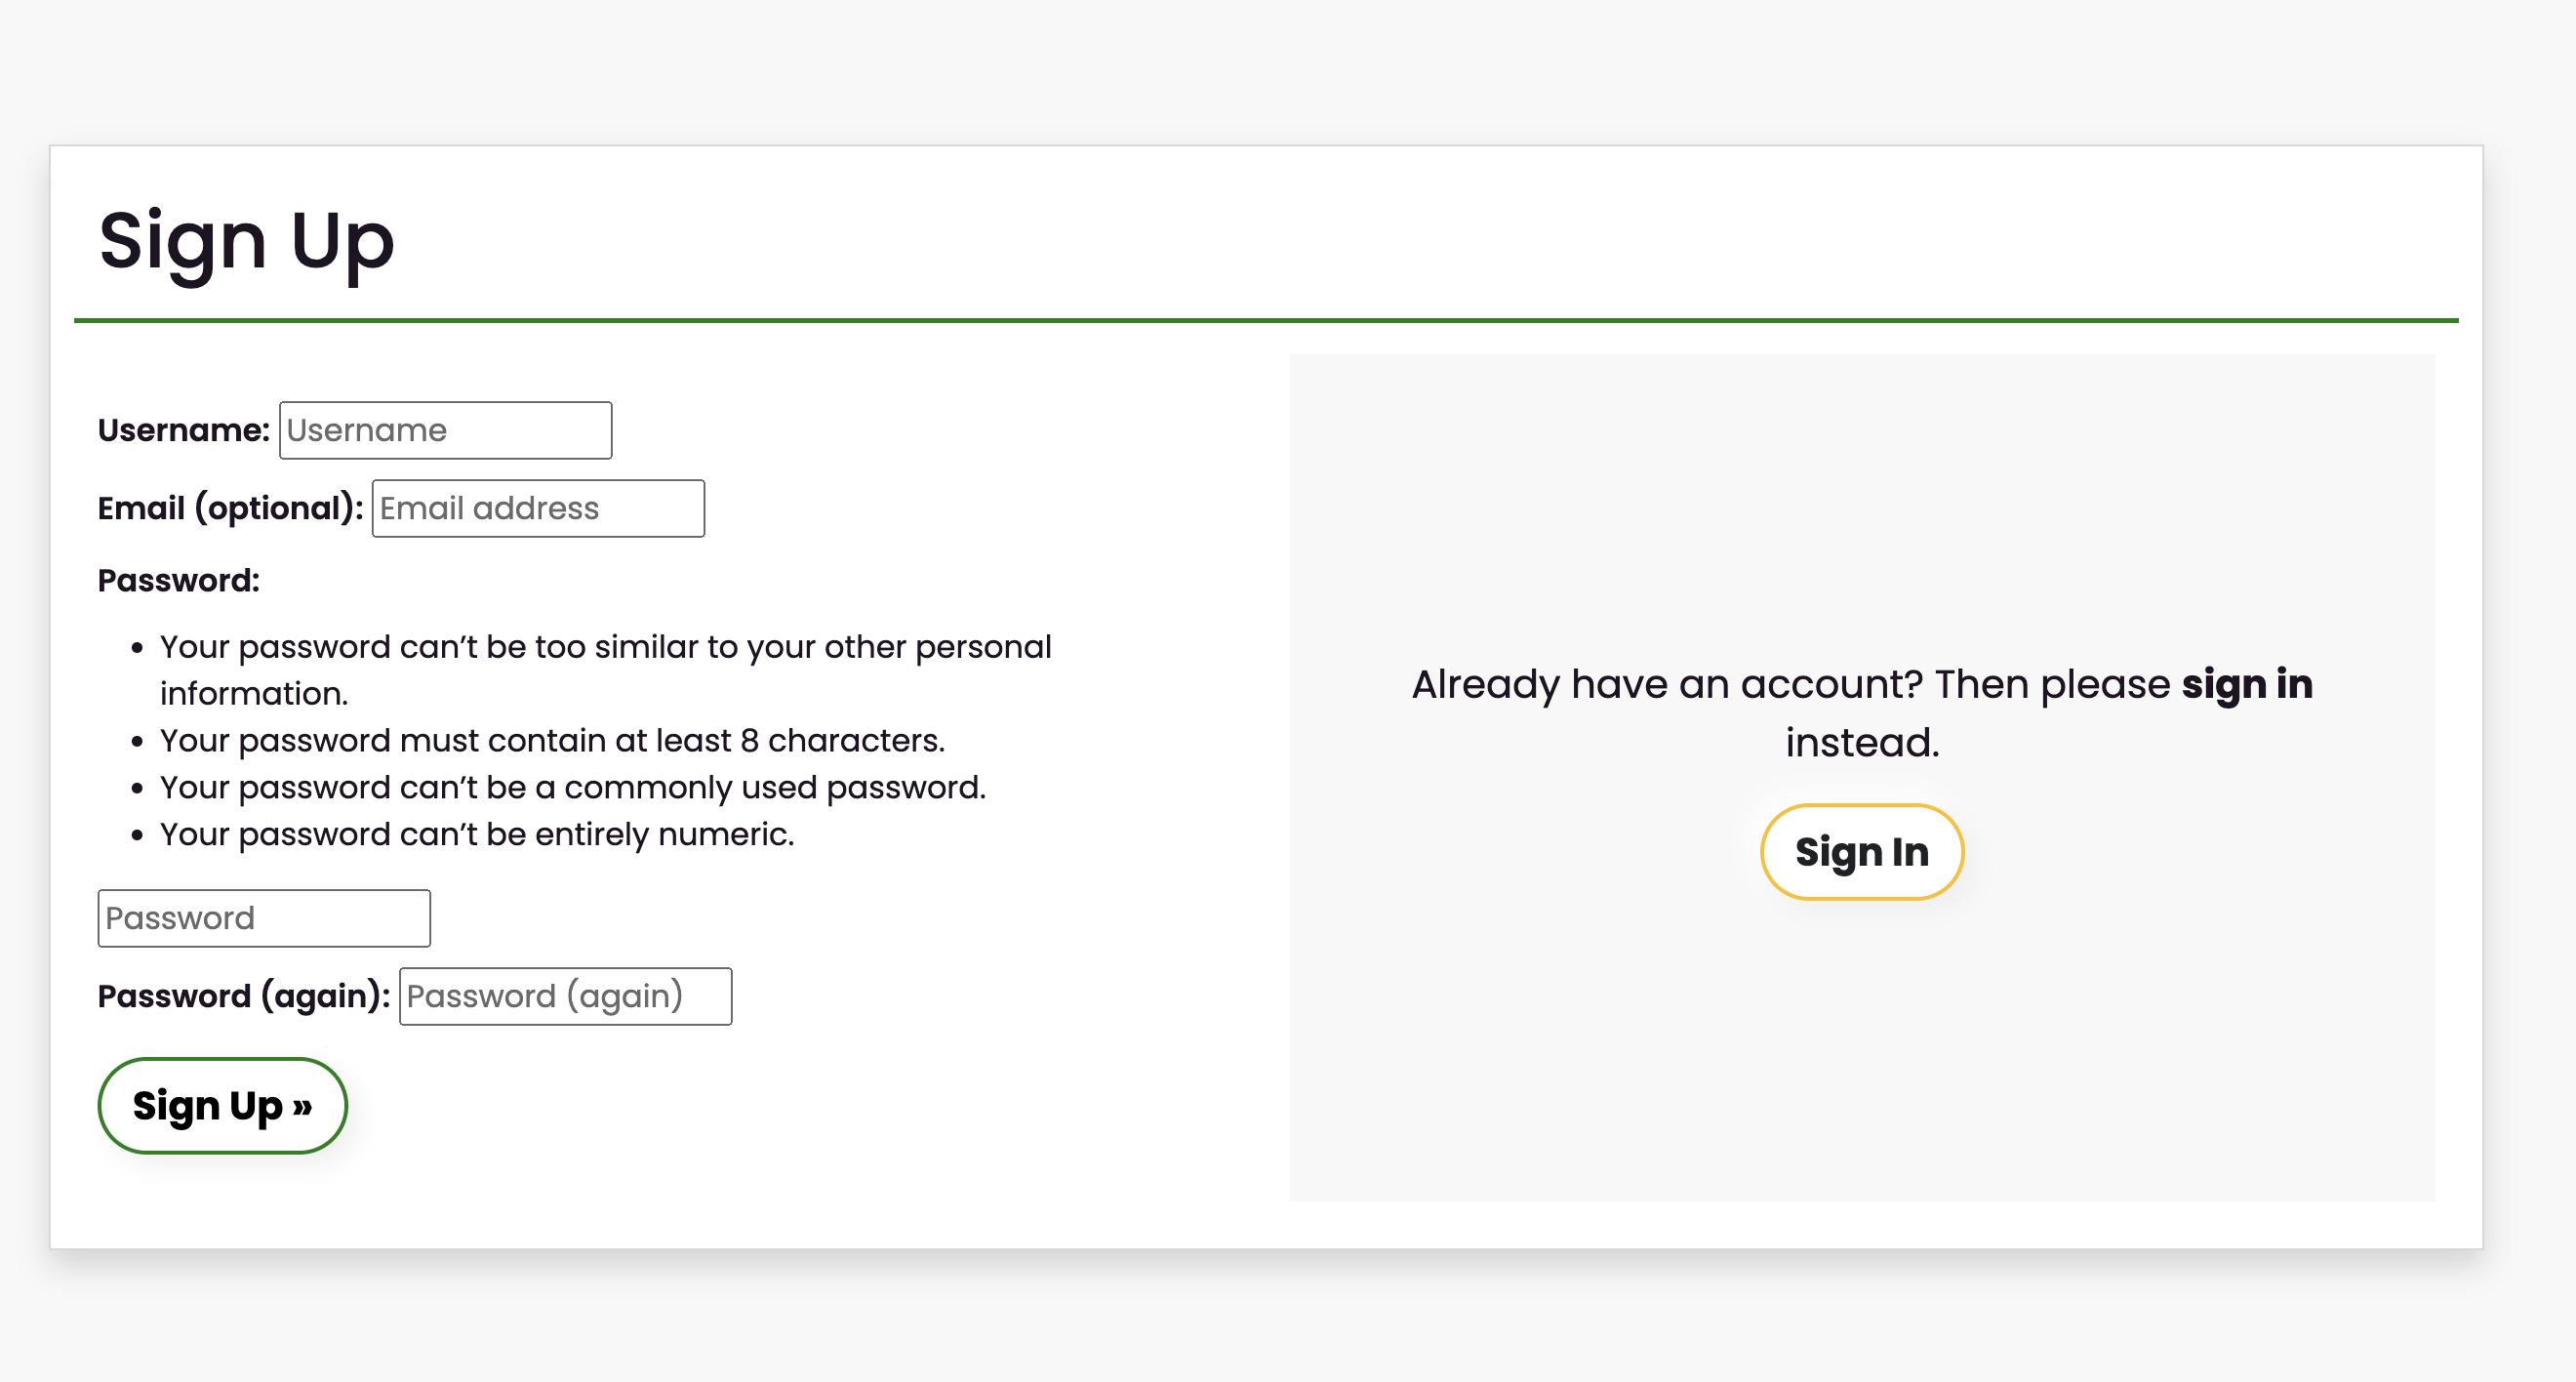 Sign Up
Username: Username
Email (optional): Email address
Password:
• Your password can’t be too similar to your other personal
information.
• Your password must contain at least 8 characters.
• Your password can’t be a commonly used password.
• Your password can’t be entirely numeric.
Password
Password (again): Password (again)
Sign Up »
Already have an account? Then please sign in
instead.
Sign In